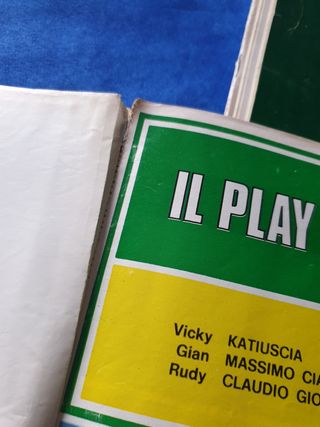 IL PLAY
Vicky KATIUSCIA
Gian MASSIMO CIA
Rudy CLAUDIO GIO